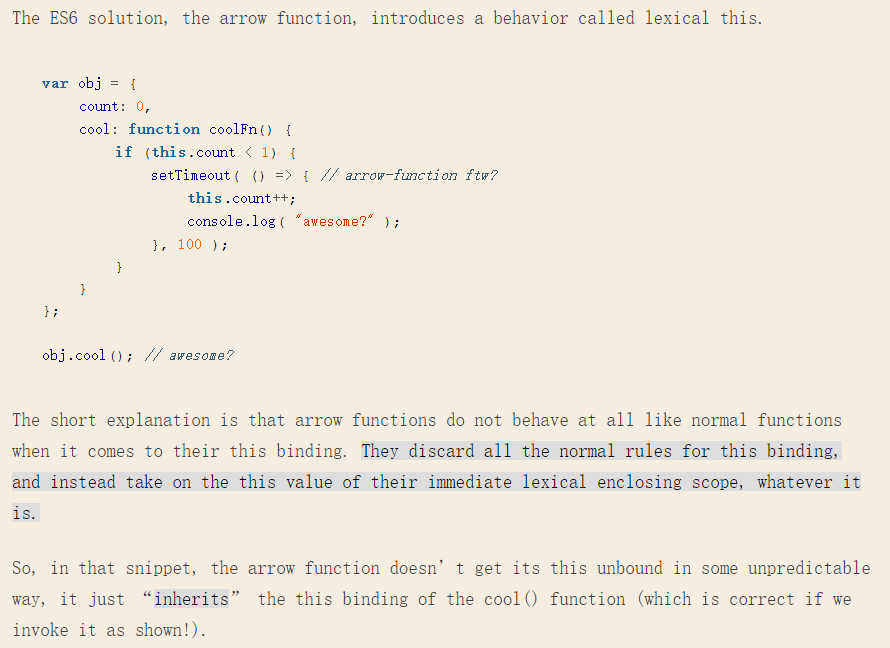 The ES6 solution, the arrow function, introduces a behavior called lexical this.
var obj = {
count: 0,
cool: function coolFn() {
if (this.count < 1) {
setTimeout( () => { // arrow-function ftw?
this.count++;
console.log( "awesome?" );
}, 100 );
}
}
};
obj.cool(); // awesome?
The short explanation is that arrow functions do not behave at all like normal functions
when it comes to their this binding. They discard all the normal rules for this binding,
and instead take on the this value of their immediate lexical enclosing scope, whatever it
is.
So, in that snippet, the arrow function doesn’t get its this unbound in some unpredictable
way, it just “inherits” the this binding of the cool() function (which is correct if we
invoke it as shown!).